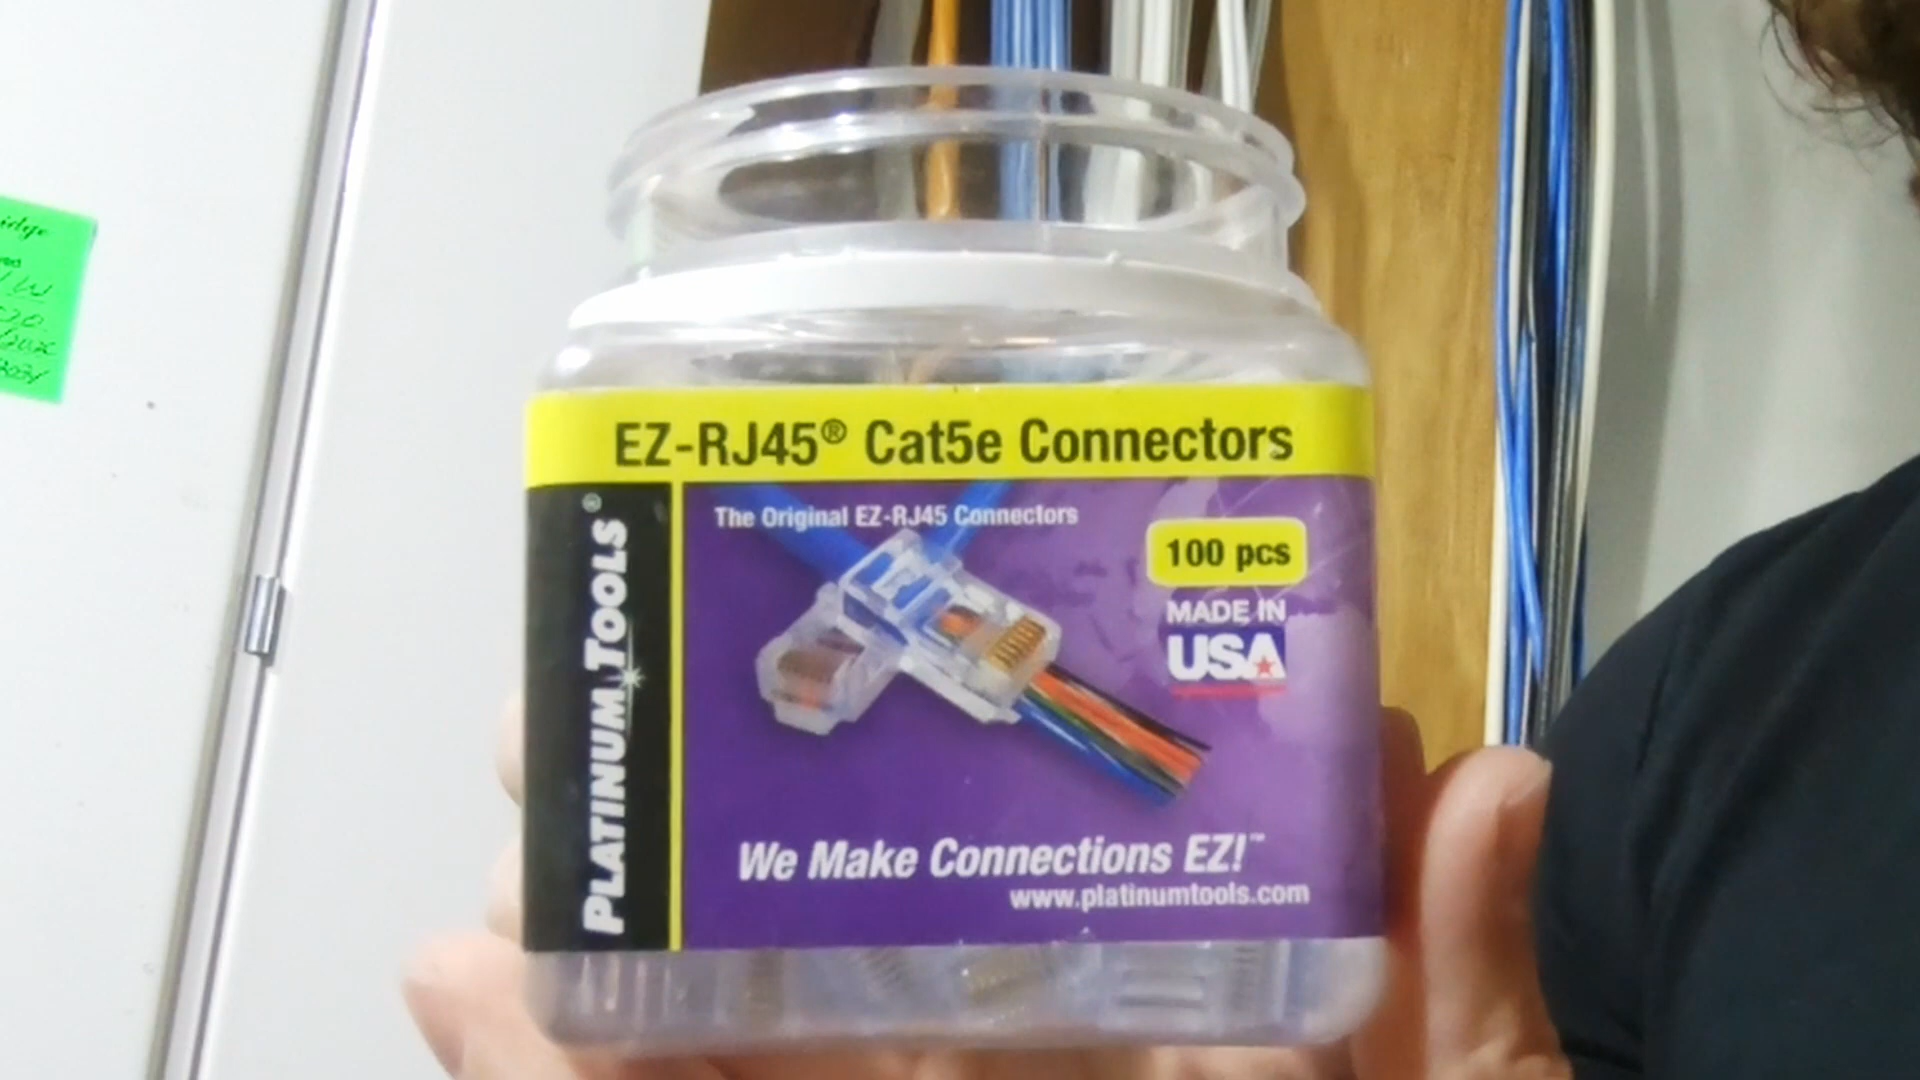 EZ-RJ45® Cat5e Connectors
PLATINUM TOOLS®
The Original EZ-RJ45 Connectors
100 pcs
MADE IN
USA
We Make Connections EZ!™
www.platinumtools.com